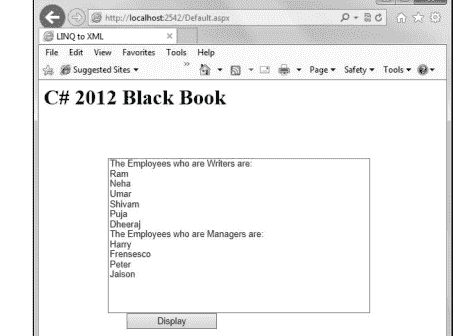 http://localhost:2542/Default.aspx
LINQ to XML
File Edit View Favorites Tools Help
Suggested Sites Page Safety Tools
C# 2012 Black Book
The Employees who are Writers are:
Ram
Neha
Umar
Shivam
Puja
Dheeraj
The Employees who are Managers are:
Harry
Frensesco
Peter
Jaison
Display